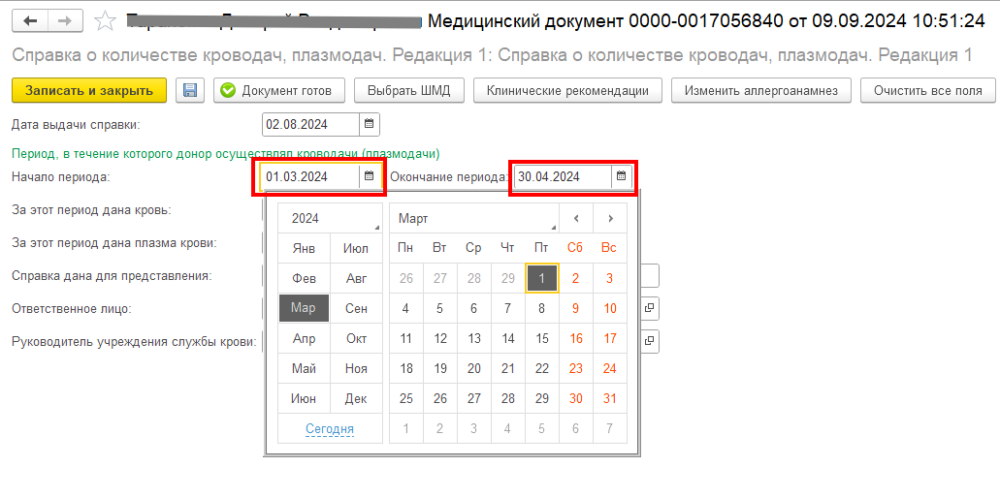 Медицинский документ 0000-0017056840 от 09.09.2024 10:51:24
Справка о количестве кроводач, плазмодач. Редакция 1: Справка о количестве кроводач, плазмодач. Редакция 1
Записать и закрыть Документ готов Выбрать ШМД Клинические рекомендации Изменить аллергоанамнез Очистить все поля
Дата выдачи справки: 02.08.2024
Период, в течение которого донор осуществлял кроводачи (плазмодачи)
Начало периода: 01.03.2024 Окончание периода: 30.04.2024
За этот период дана кровь:
За этот период дана плазма крови:
Справка дана для представления:
Ответственное лицо:
Руководитель учреждения службы крови:
2024 Март
Янв Июл Пн Вт Ср Чт Пт Сб Вс
Фев Авг 26 27 28 29 1 2 3
Мар Сен 4 5 6 7 8 9 10
Апр Окт 11 12 13 14 15 16 17
Май Ноя 18 19 20 21 22 23 24
Июн Дек 25 26 27 28 29 30 31
Сегодня 1 2 3 4 5 6 7